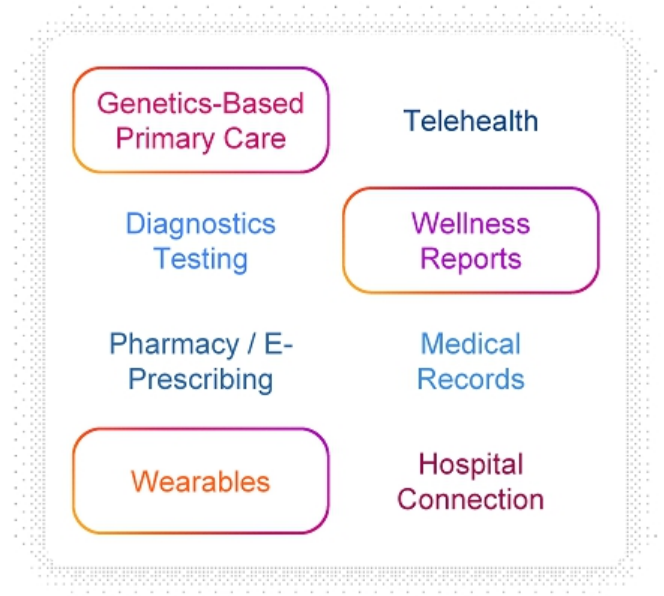 Genetics-Based
Primary Care
Telehealth
Diagnostics
Testing
Wellness
Reports
Pharmacy / E-
Prescribing
Medical
Records
Wearables
Hospital
Connection